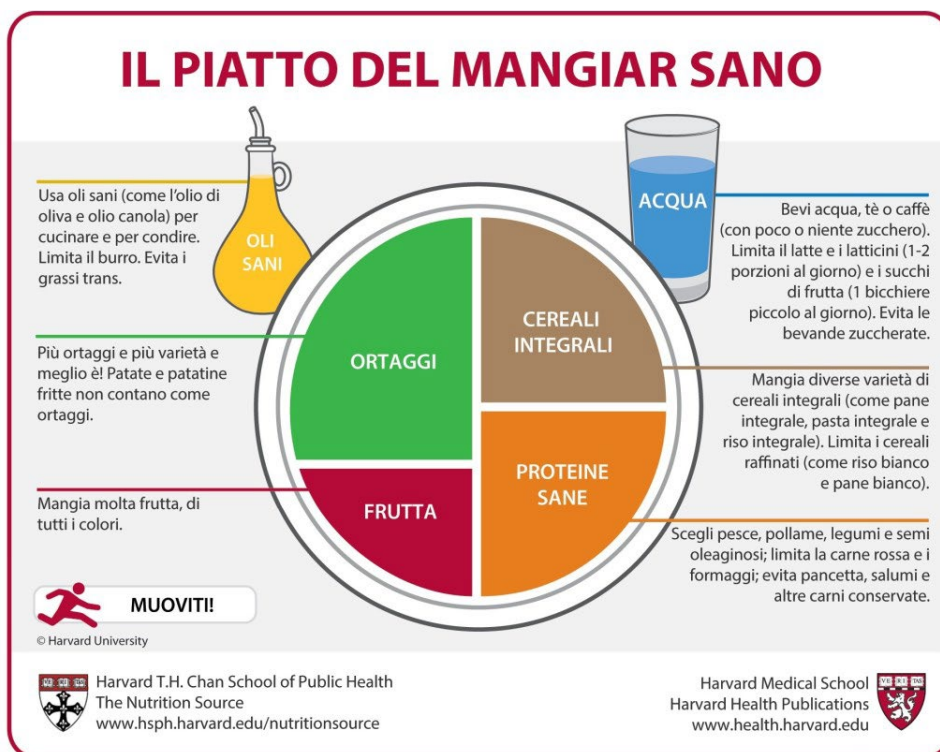 IL PIATTO DEL MANGIAR SANO
Usa oli sani (come l'olio di
oliva e olio canola) per
cucinare e per condire.
Limita il burro. Evita i
grassi trans.
OLI
SANI
ACQUA
Bevi acqua, tè o caffè
(con poco o niente zucchero).
Limita il latte e i latticini (1-2
porzioni al giorno) e i succhi
di frutta (1 bicchiere
piccolo al giorno). Evita le
bevande zuccherate.
Più ortaggi e più varietà e
meglio è! Patate e patatine
fritte non contano come
ortaggi.
ORTAGGI
CEREALI
INTEGRALI
Mangia diverse varietà di
cereali integrali (come pane
integrale, pasta integrale e
riso integrale). Limita i cereali
raffinati (come riso bianco
e pane bianco).
Mangia molta frutta, di
tutti i colori.
FRUTTA
PROTEINE
SANE
Scegli pesce, pollame, legumi e semi
oleaginosi; limita la carne rossa e i
formaggi; evita pancetta, salumi e
altre carni conservate.
MUOVITI!
© Harvard University
Harvard T.H. Chan School of Public Health
The Nutrition Source
www.hsph.harvard.edu/nutritionsource
Harvard Medical School
Harvard Health Publications
www.health.harvard.edu
VE RI TAS